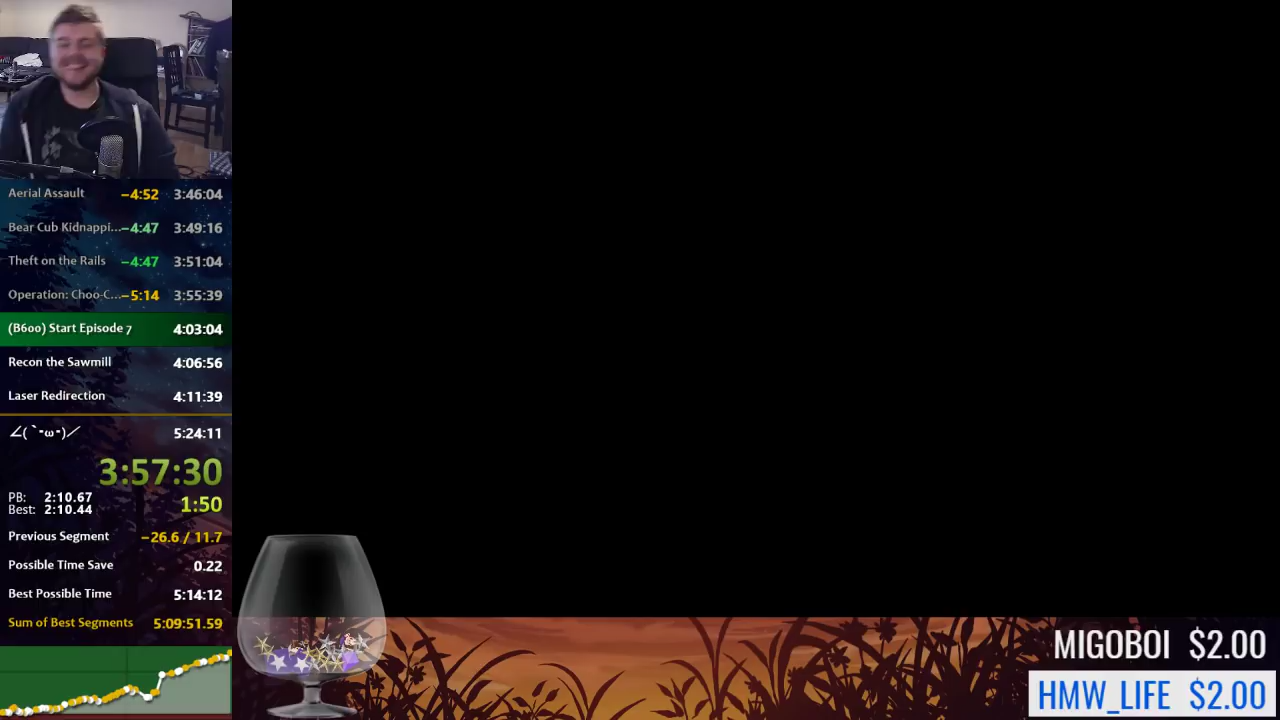 Aerial Assault −4:52 3:46:04
Bear Cub Kidnappi... −4:47 3:49:16
Theft on the Rails −4:47 3:51:04
Operation: Choo-C... −5:14 3:55:39
(B600) Start Episode 7 4:03:04
Recon the Sawmill 4:06:56
Laser Redirection 4:11:39
∠(`･ω･)／ 5:24:11
3:57:30
PB: 2:10.67
Best: 2:10.44
1:50
Previous Segment −26.6 / 11.7
Possible Time Save 0.22
Best Possible Time 5:14:12
Sum of Best Segments 5:09:51.59
MIGOBOI $2.00
HMW_LIFE $2.00